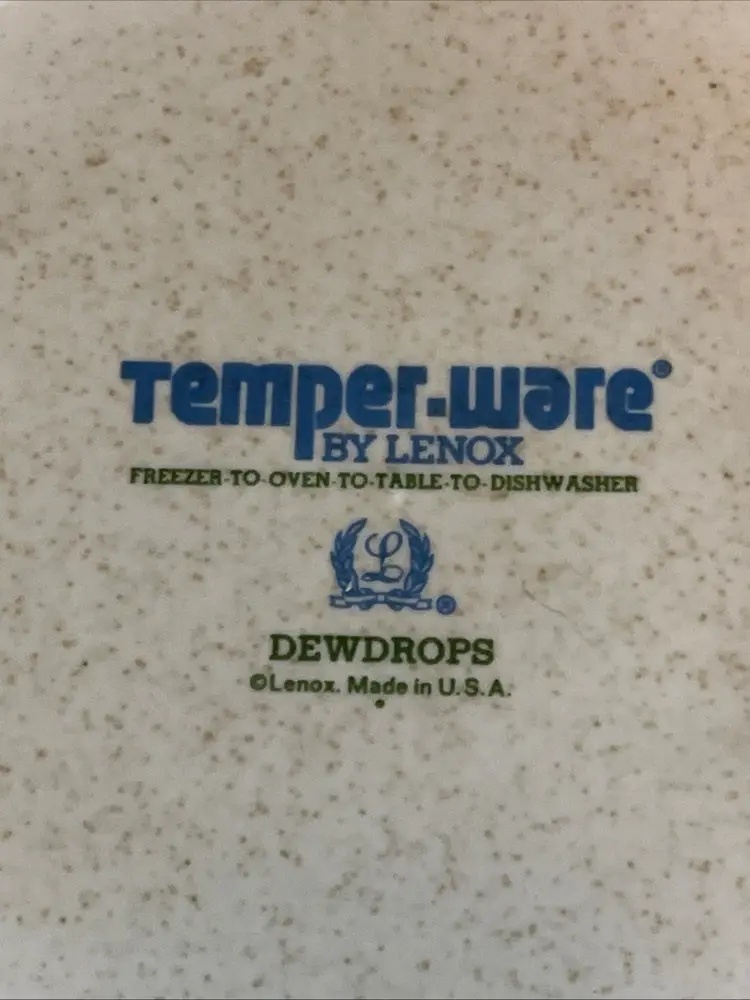 Temper-ware®
BY LENOX
FREEZER-TO-OVEN-TO-TABLE-TO-DISHWASHER
L
®
DEWDROPS
©Lenox. Made in U.S.A.